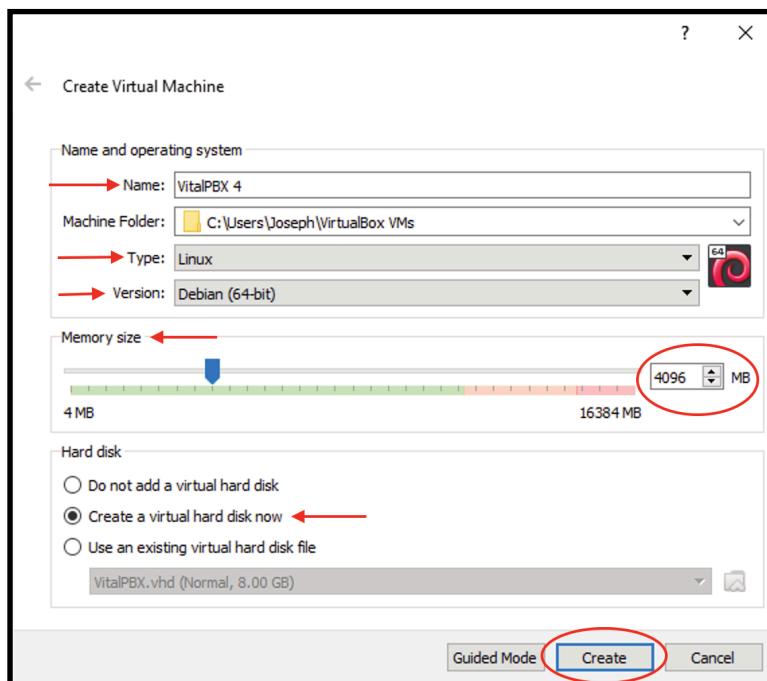 ?
Create Virtual Machine
Name and operating system
Name: VitalPBX 4
Machine Folder: C:\Users\Joseph\VirtualBox VMs
Type: Linux
64
Version: Debian (64-bit)
Memory size
4096 MB
4 MB 16384 MB
Hard disk
Do not add a virtual hard disk
Create a virtual hard disk now
Use an existing virtual hard disk file
VitalPBX.vhd (Normal, 8.00 GB)
Guided Mode Create Cancel